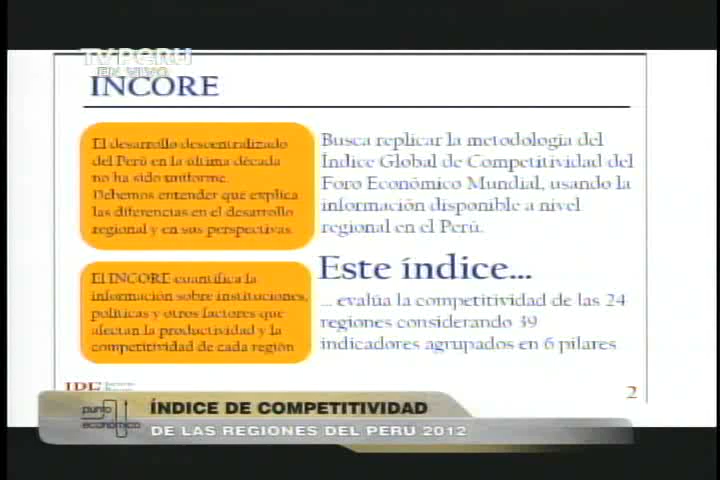 TVPERU
EN VIVO
INCORE
El desarrollo descentralizado
del Perú en la última década
no ha sido uniforme.
Debemos entender qué explica
las diferencias en el desarrollo
regional y en sus perspectivas.
El INCORE cuantifica la
información sobre instituciones,
políticas y otros factores que
afectan la productividad y la
competitividad de cada región
Busca replicar la metodología del
Índice Global de Competitividad del
Foro Económico Mundial, usando la
información disponible a nivel
regional en el Perú.
Este índice...
... evalúa la competitividad de las 24
regiones considerando 39
indicadores agrupados en 6 pilares
IPE
2
punto
económico
ÍNDICE DE COMPETITIVIDAD
DE LAS REGIONES DEL PERÚ 2012